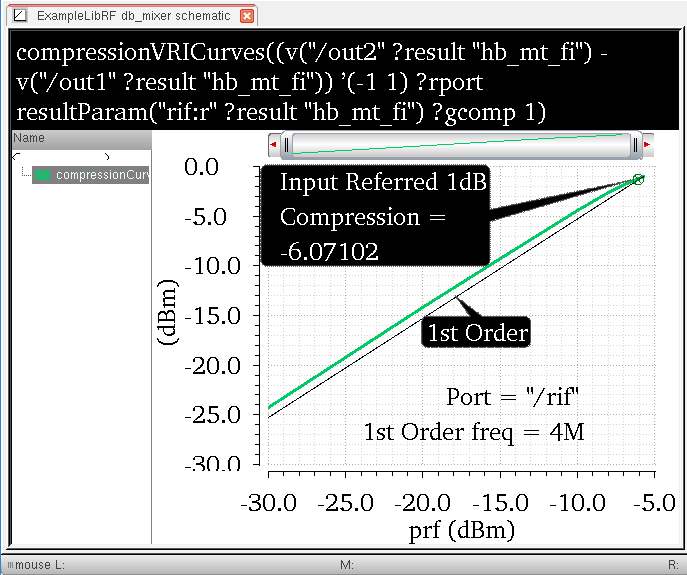 ExampleLibRF db_mixer schematic
compressionVRICurves((v("/out2" ?result "hb_mt_fi") -
v("/out1" ?result "hb_mt_fi")) '(-1 1) ?rport
resultParam("rif:r" ?result "hb_mt_fi") ?gcomp 1)
Name
compressionCurv
0.0
-5.0
-10.0
-15.0
-20.0
-25.0
-30.0
(dBm)
Input Referred 1dB
Compression =
-6.07102
1st Order
Port = "/rif"
1st Order freq = 4M
-30.0 -25.0 -20.0 -15.0 -10.0 -5.0
prf (dBm)
mouse L: M: R: